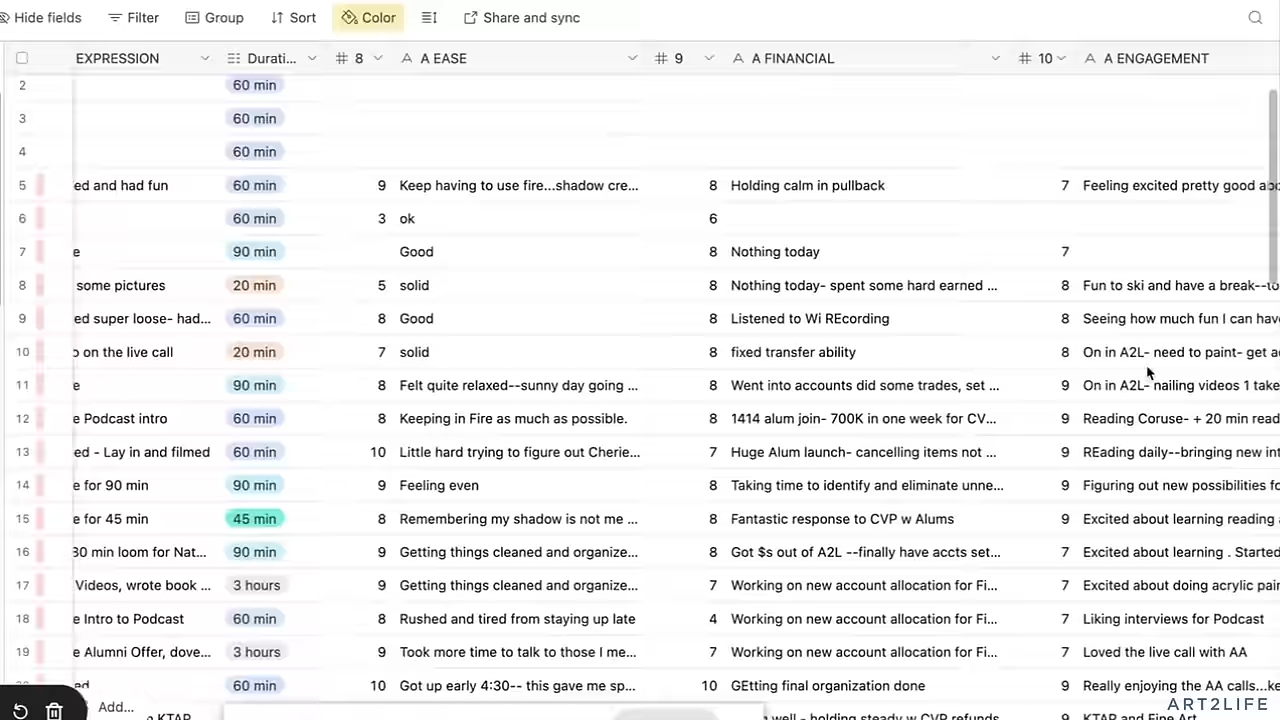 Hide fields Filter Group Sort Color Share and sync
EXPRESSION Durati... # 8 A EASE # 9 A FINANCIAL # 10 A ENGAGEMENT
2 60 min
3 60 min
4 60 min
5 ed and had fun 60 min 9 Keep having to use fire...shadow cre... 8 Holding calm in pullback 7 Feeling excited pretty good abo
6 60 min 3 ok 6
7 e 90 min Good 8 Nothing today 7
8 some pictures 20 min 5 solid 8 Nothing today- spent some hard earned ... 8 Fun to ski and have a break--to
9 ed super loose- had... 60 min 8 Good 8 Listened to Wi REcording 8 Seeing how much fun I can hav
10 o on the live call 20 min 7 solid 8 fixed transfer ability 8 On in A2L- need to paint- get a
11 e 90 min 8 Felt quite relaxed--sunny day going ... 8 Went into accounts did some trades, set ... 9 On in A2L- nailing videos 1 take
12 e Podcast intro 60 min 8 Keeping in Fire as much as possible. 8 1414 alum join- 700K in one week for CV... 9 Reading Coruse- + 20 min read
13 ed - Lay in and filmed 60 min 10 Little hard trying to figure out Cherie... 7 Huge Alum launch- cancelling items not ... 9 REading daily--bringing new int
14 e for 90 min 90 min 9 Feeling even 8 Taking time to identify and eliminate unne... 9 Figuring out new possibilities fo
15 e for 45 min 45 min 8 Remembering my shadow is not me ... 8 Fantastic response to CVP w Alums 9 Excited about learning reading
16 30 min loom for Nat... 90 min 9 Getting things cleaned and organize... 8 Got $s out of A2L --finally have accts set... 7 Excited about learning . Started
17 Videos, wrote book ... 3 hours 9 Getting things cleaned and organize... 7 Working on new account allocation for Fi... 7 Excited about doing acrylic pain
18 e Intro to Podcast 60 min 8 Rushed and tired from staying up late 4 Working on new account allocation for Fi... 7 Liking interviews for Podcast
19 e Alumni Offer, dove... 3 hours 9 Took more time to talk to those I me... 7 Working on new account allocation for Fi... 7 Loved the live call with AA
ed 60 min 10 Got up early 4:30-- this gave me sp... 10 GEtting final organization done 9 Really enjoying the AA calls...ke
Add...
ART2LIFE
KTAP well - holding steady w CVP refunds 9 KTAP and Fine Art